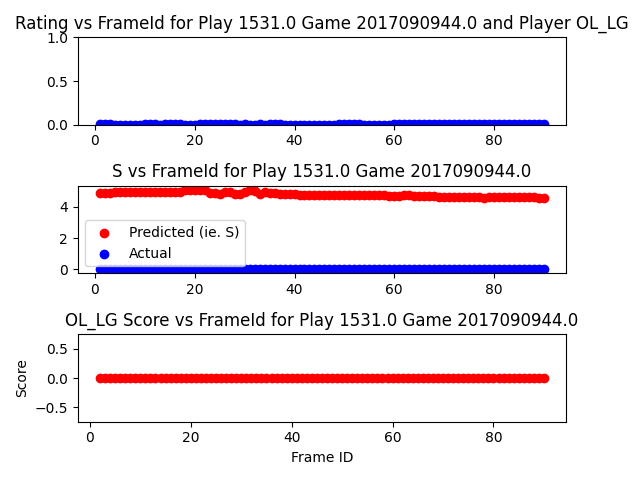 Rating vs FrameId for Play 1531.0 Game 2017090944.0 and Player OL_LG
1.0
0.5
0.0
0 20 40 60 80
S vs FrameId for Play 1531.0 Game 2017090944.0
4
2
0
Predicted (ie. S)
Actual
0 20 40 60 80
OL_LG Score vs FrameId for Play 1531.0 Game 2017090944.0
Score
0.5
0.0
−0.5
0 20 40 60 80
Frame ID